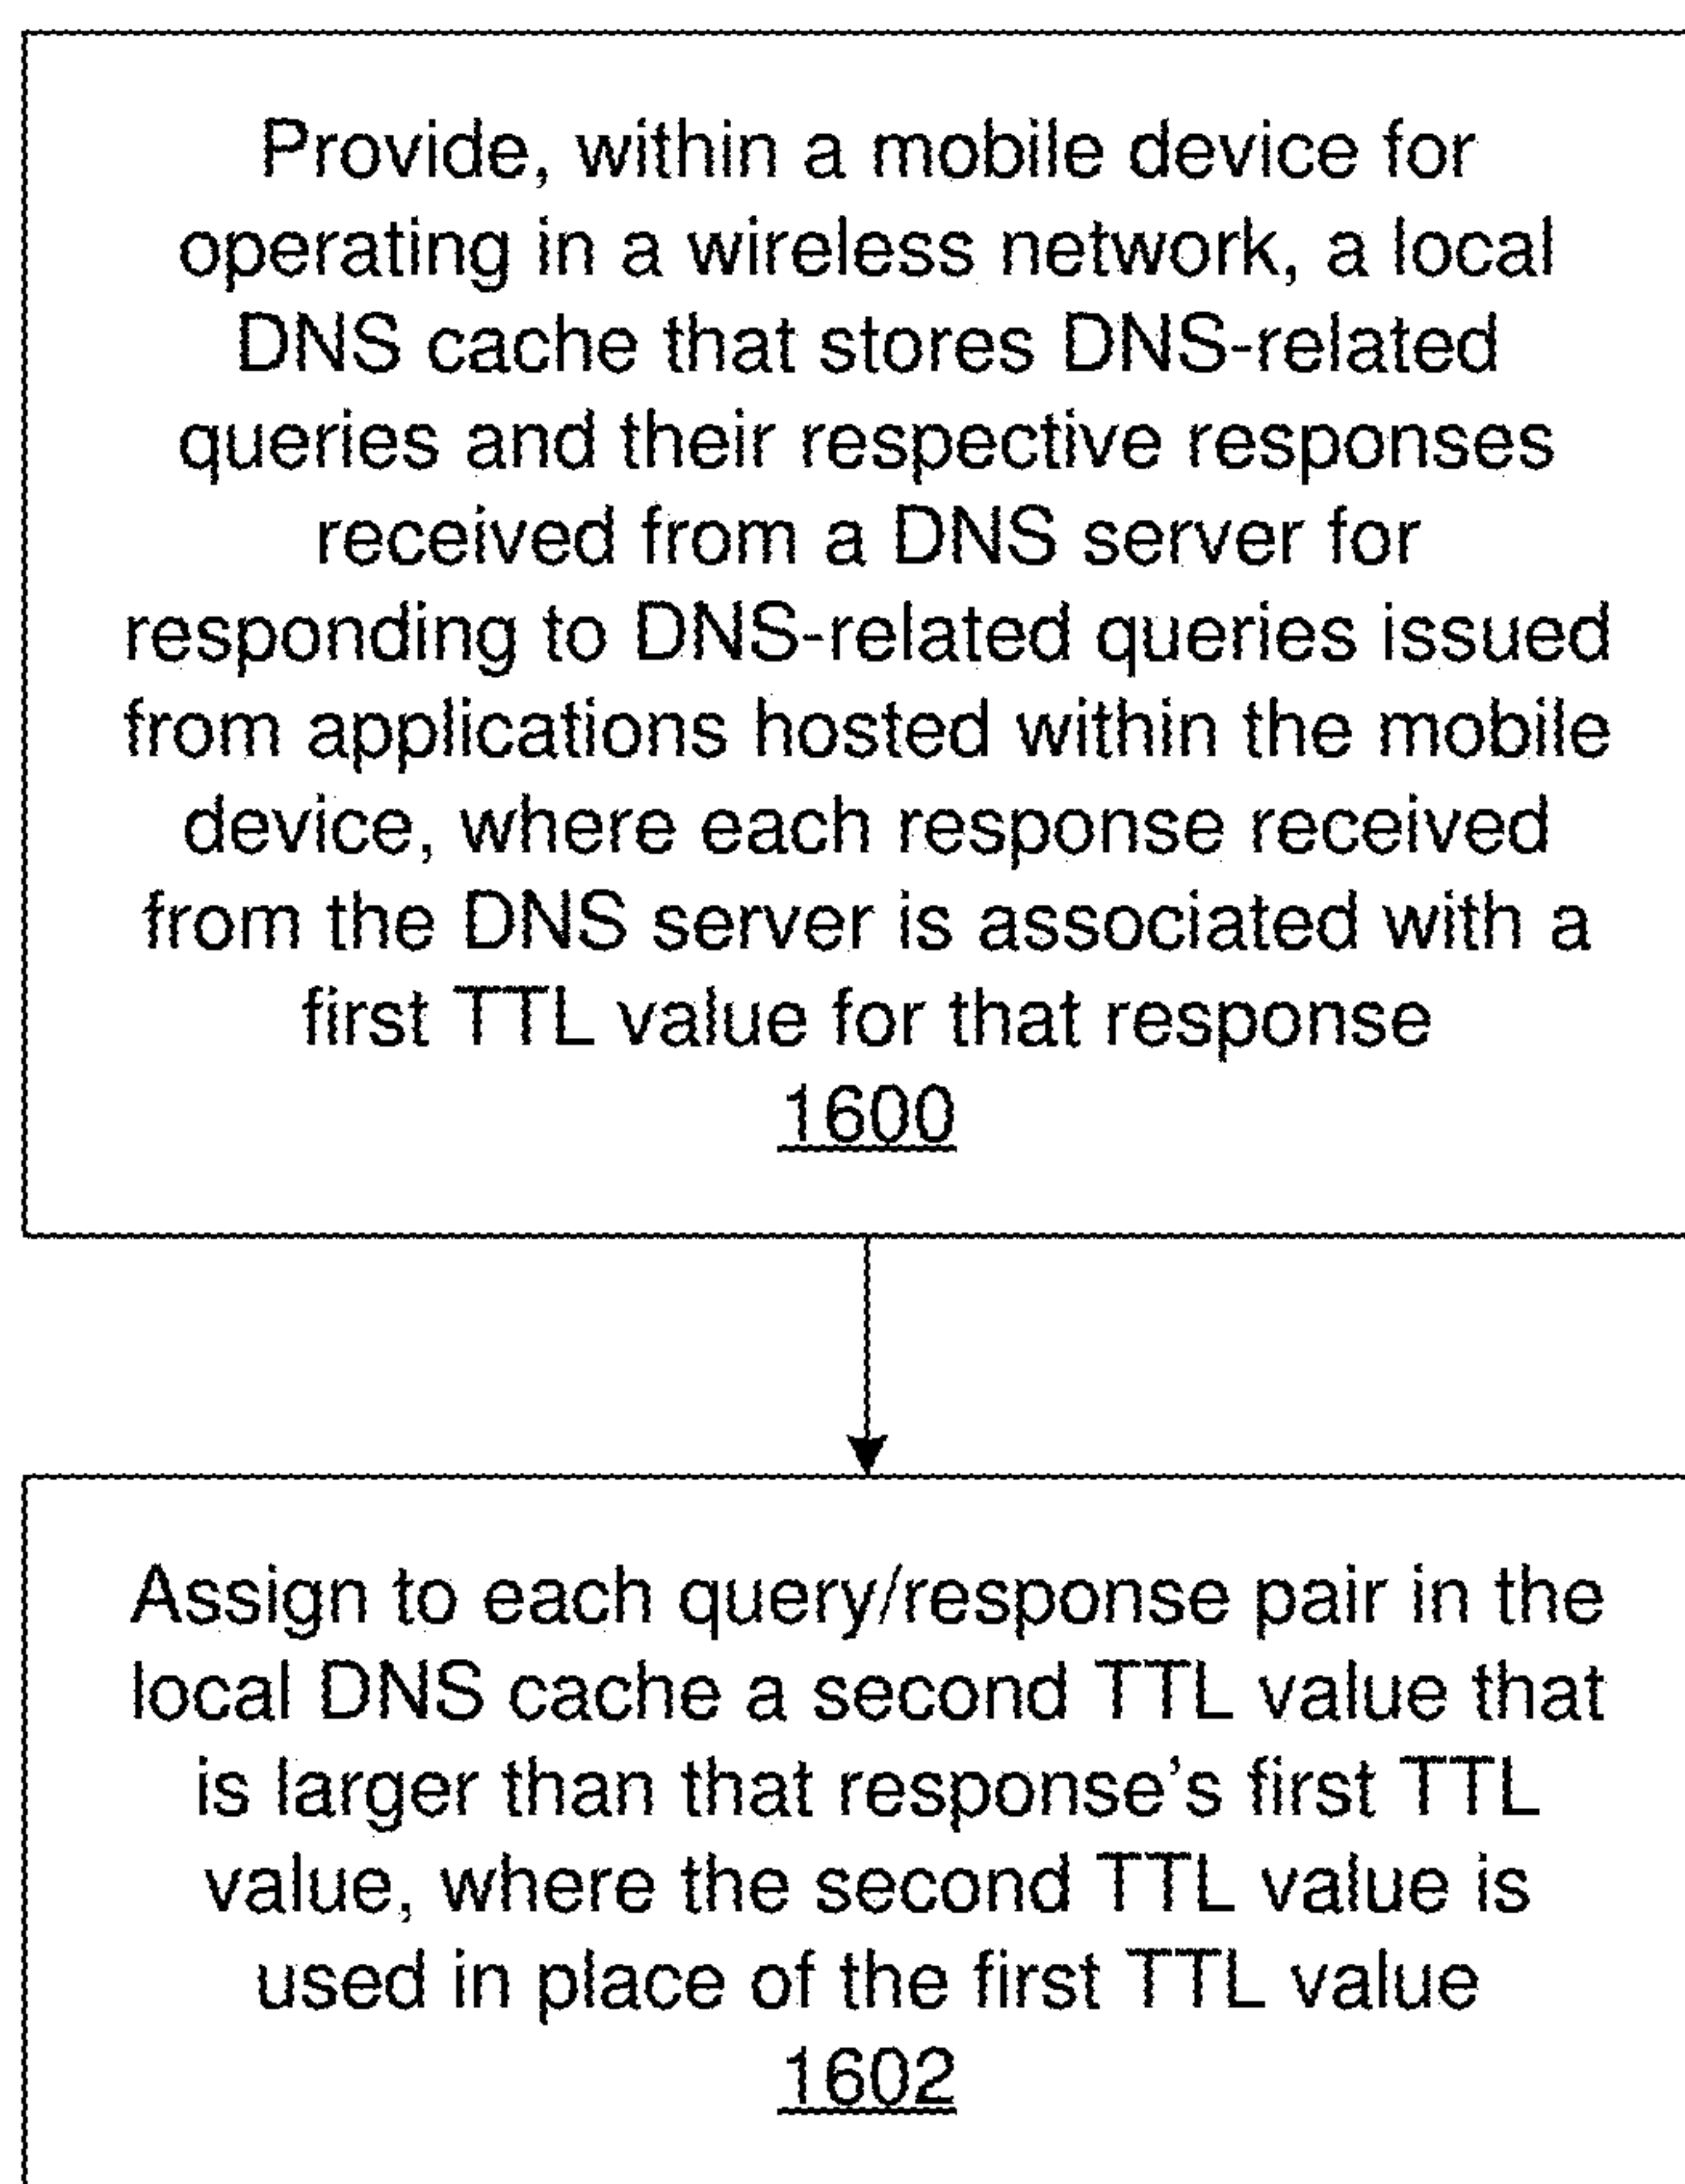 Provide, within a mobile device for
operating in a wireless network, a local
DNS cache that stores DNS-related
queries and their respective responses
received from a DNS server for
responding to DNS-related queries issued
from applications hosted within the mobile
device, where each response received
from the DNS server is associated with a
first TTL value for that response
1600
Assign to each query/response pair in the
local DNS cache a second TTL value that
is larger than that response's first TTL
value, where the second TTL value is
used in place of the first TTL value
1602